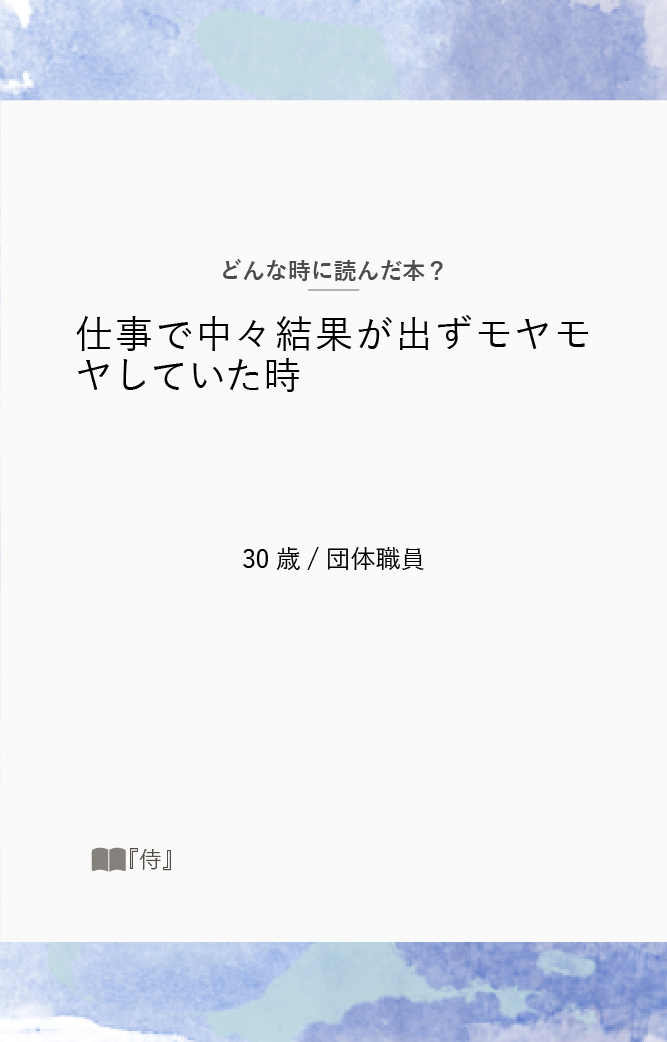 どんな時に読んだ本？
仕事で中々結果が出ずモヤモ
ヤしていた時
30 歳 / 団体職員
『侍』